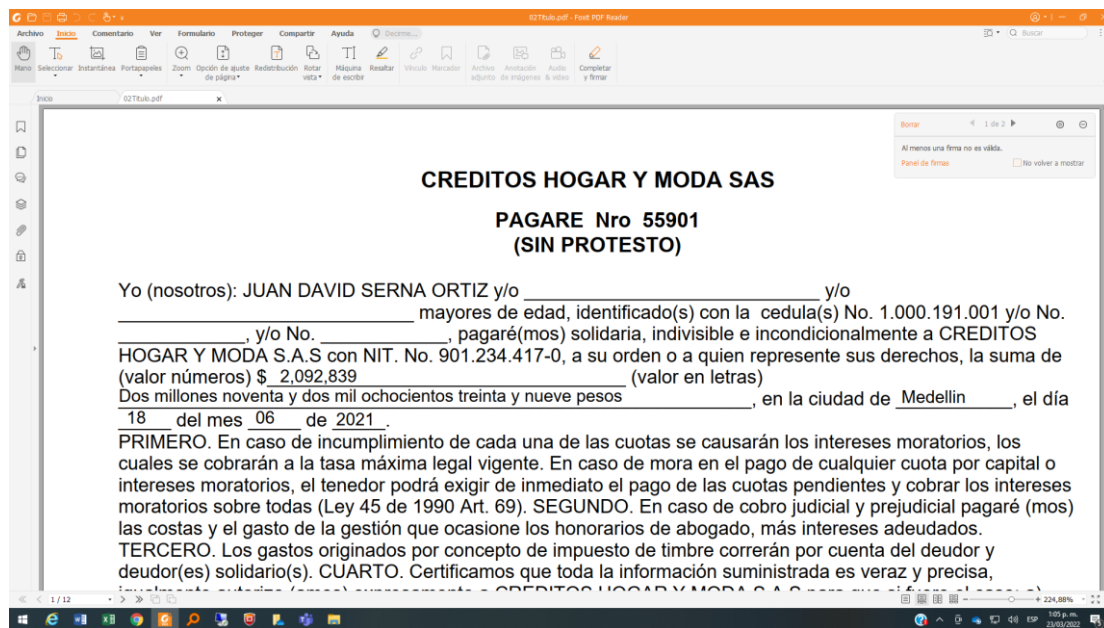 02Titulo.pdf - Foxit PDF Reader
Archivo Inicio Comentario Ver Formulario Proteger Compartir Ayuda Decirme... Buscar
Mano Seleccionar Instantánea Portapapeles Zoom Opción de ajuste de página Redistribución Rotar vista Máquina de escribir Resaltar Vínculo Marcador Archivo adjunto Anotación de imágenes Audio & vídeo Completar y firmar
Inicio 02Titulo.pdf x
Borrar 1 de 2
Al menos una firma no es válida.
Panel de firmas No volver a mostrar
CREDITOS HOGAR Y MODA SAS
PAGARE Nro 55901
(SIN PROTESTO)
Yo (nosotros): JUAN DAVID SERNA ORTIZ y/o ____________________________ y/o
____________________________ mayores de edad, identificado(s) con la cedula(s) No. 1.000.191.001 y/o No.
____________, y/o No. ____________, pagaré(mos) solidaria, indivisible e incondicionalmente a CREDITOS
HOGAR Y MODA S.A.S con NIT. No. 901.234.417-0, a su orden o a quien represente sus derechos, la suma de
(valor números) $ 2,092,839 (valor en letras)
Dos millones noventa y dos mil ochocientos treinta y nueve pesos, en la ciudad de Medellin, el día
18 del mes 06 de 2021.
PRIMERO. En caso de incumplimiento de cada una de las cuotas se causarán los intereses moratorios, los
cuales se cobrarán a la tasa máxima legal vigente. En caso de mora en el pago de cualquier cuota por capital o
intereses moratorios, el tenedor podrá exigir de inmediato el pago de las cuotas pendientes y cobrar los intereses
moratorios sobre todas (Ley 45 de 1990 Art. 69). SEGUNDO. En caso de cobro judicial y prejudicial pagaré (mos)
las costas y el gasto de la gestión que ocasione los honorarios de abogado, más intereses adeudados.
TERCERO. Los gastos originados por concepto de impuesto de timbre correrán por cuenta del deudor y
deudor(es) solidario(s). CUARTO. Certificamos que toda la información suministrada es veraz y precisa,
1 / 12 224,88%
ESP 1:05 p. m.
23/03/2022